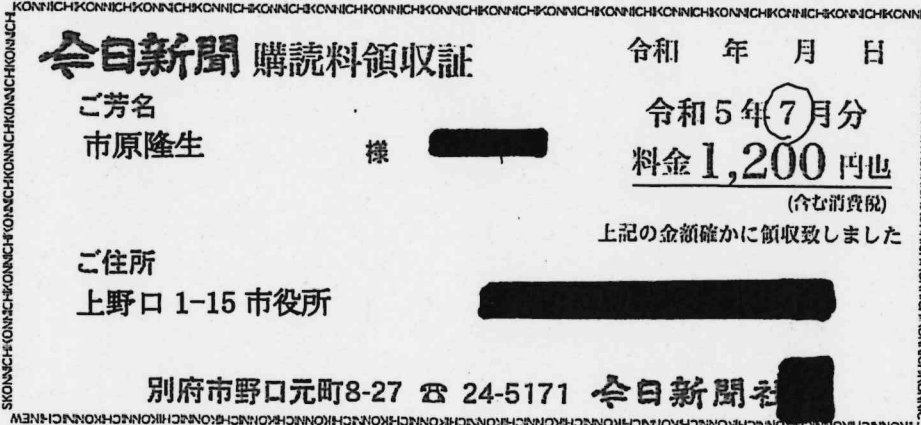 今日新聞 購読料領収証
令和 年 月 日
ご芳名
市原隆生 様
令和5年7月分
料金1,200円也
(含む消費税)
上記の金額確かに領収致しました
ご住所
上野口 1-15 市役所
別府市野口元町8-27 ☎ 24-5171 今日新聞社